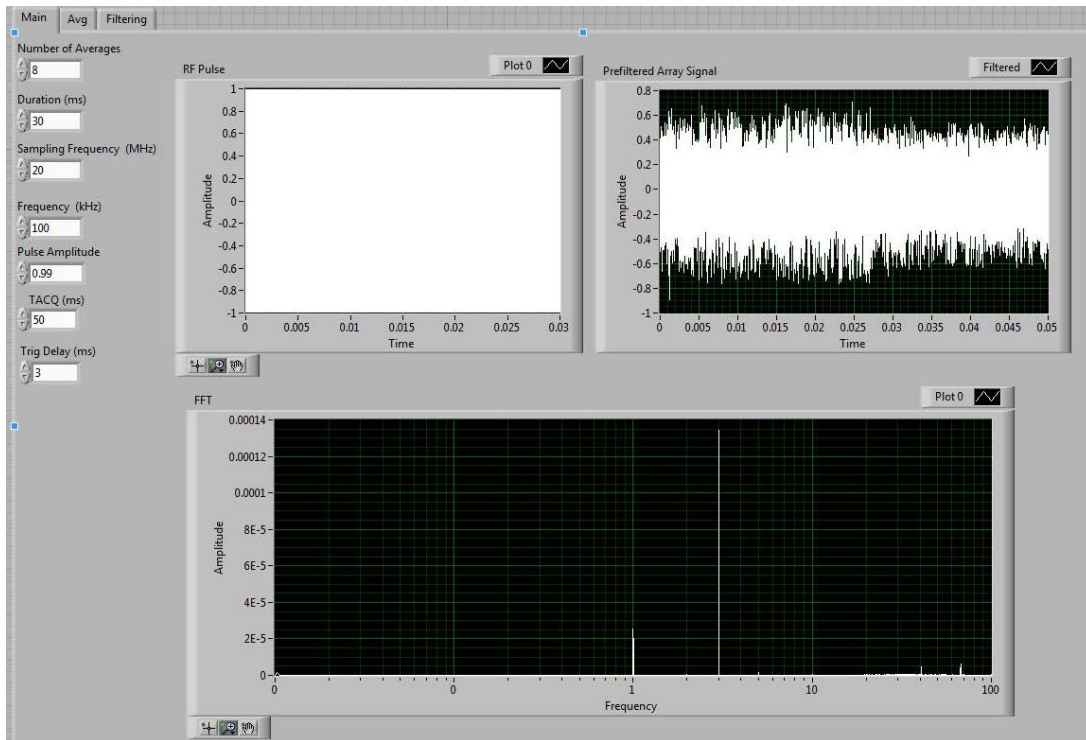 Main Avg Filtering
Number of Averages
8
Duration (ms)
30
Sampling Frequency (MHz)
20
Frequency (kHz)
100
Pulse Amplitude
0.99
TACQ (ms)
50
Trig Delay (ms)
3
RF Pulse
Plot 0
Amplitude
1
0.8
0.6
0.4
0.2
0
-0.2
-0.4
-0.6
-0.8
-1
0 0.005 0.01 0.015 0.02 0.025 0.03
Time
Prefiltered Array Signal
Filtered
Amplitude
0.8
0.6
0.4
0.2
0
-0.2
-0.4
-0.6
-0.8
-1
0 0.005 0.01 0.015 0.02 0.025 0.03 0.035 0.04 0.045 0.05
Time
FFT
Plot 0
Amplitude
0.00014
0.00012
0.0001
8E-5
6E-5
4E-5
2E-5
0
0 0 1 10 100
Frequency